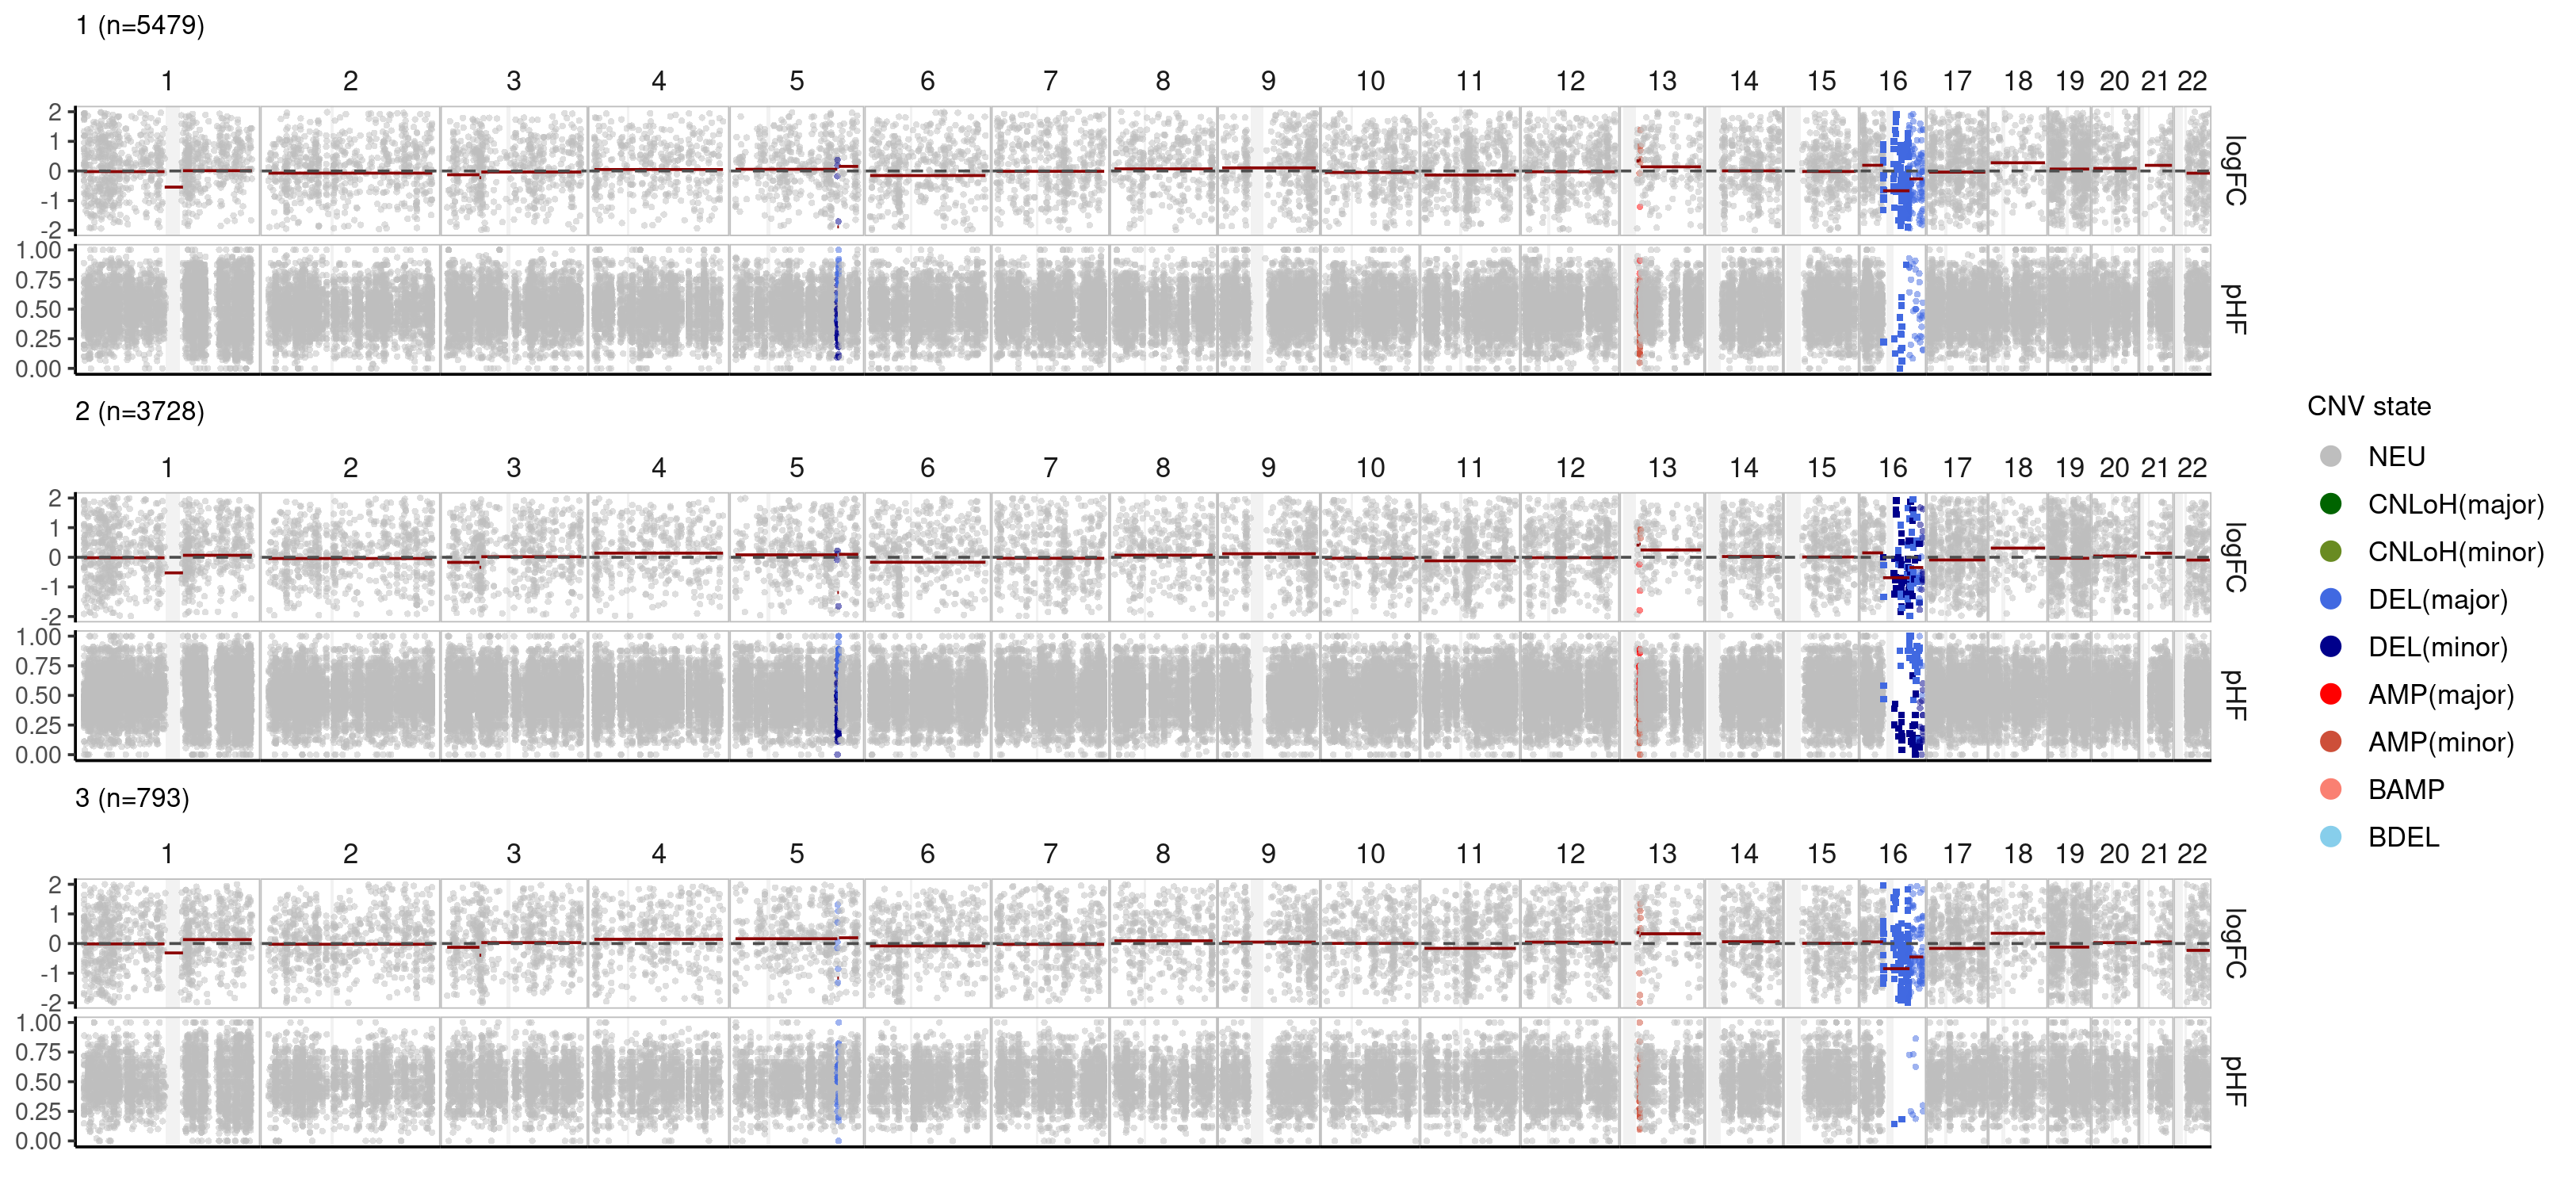 1 (n=5479)
1 2 3 4 5 6 7 8 9 10 11 12 13 14 15 16 17 18 19 20 21 22
2
1
0
-1
-2
logFC
1.00
0.75
0.50
0.25
0.00
pHF
2 (n=3728)
1 2 3 4 5 6 7 8 9 10 11 12 13 14 15 16 17 18 19 20 21 22
2
1
0
-1
-2
logFC
1.00
0.75
0.50
0.25
0.00
pHF
3 (n=793)
1 2 3 4 5 6 7 8 9 10 11 12 13 14 15 16 17 18 19 20 21 22
2
1
0
-1
-2
logFC
1.00
0.75
0.50
0.25
0.00
pHF
CNV state
NEU
CNLoH(major)
CNLoH(minor)
DEL(major)
DEL(minor)
AMP(major)
AMP(minor)
BAMP
BDEL